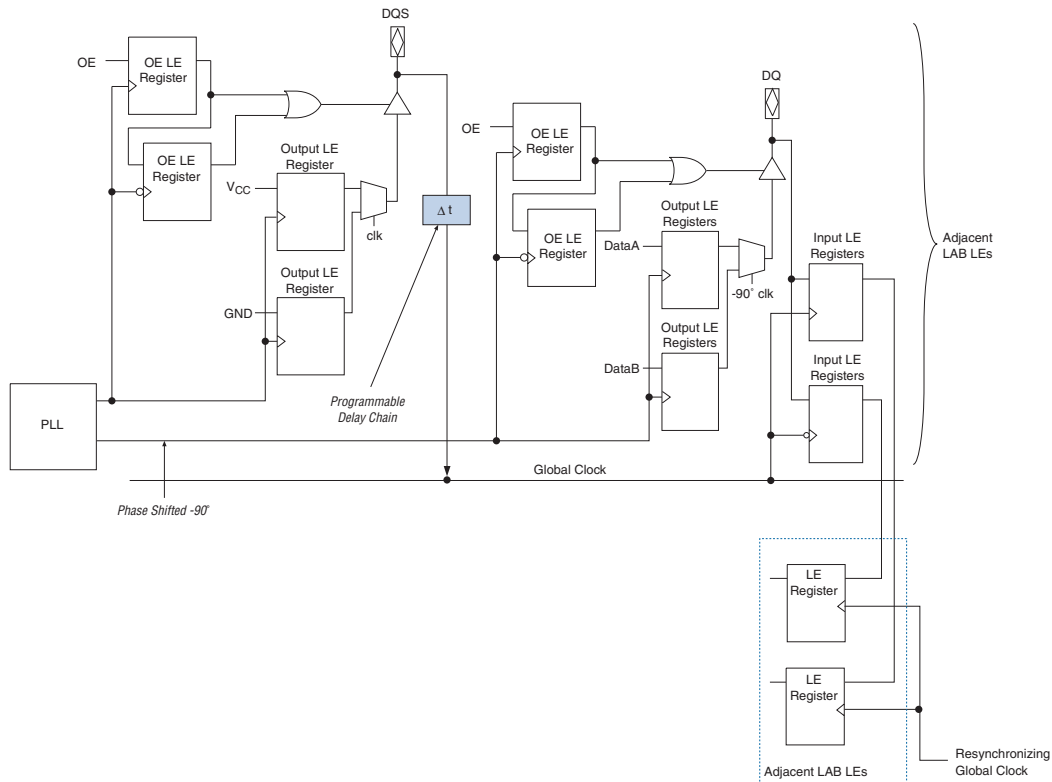 DQS
OE
OE LE
Register
OE LE
Register
Output LE
Register
VCC
clk
Output LE
Register
GND
Δ t
Programmable
Delay Chain
PLL
Phase Shifted -90°
DQ
OE
OE LE
Register
OE LE
Register
Output LE
Registers
DataA
-90° clk
Output LE
Registers
DataB
Input LE
Registers
Input LE
Registers
Adjacent
LAB LEs
Global Clock
LE
Register
LE
Register
Adjacent LAB LEs
Resynchronizing
Global Clock